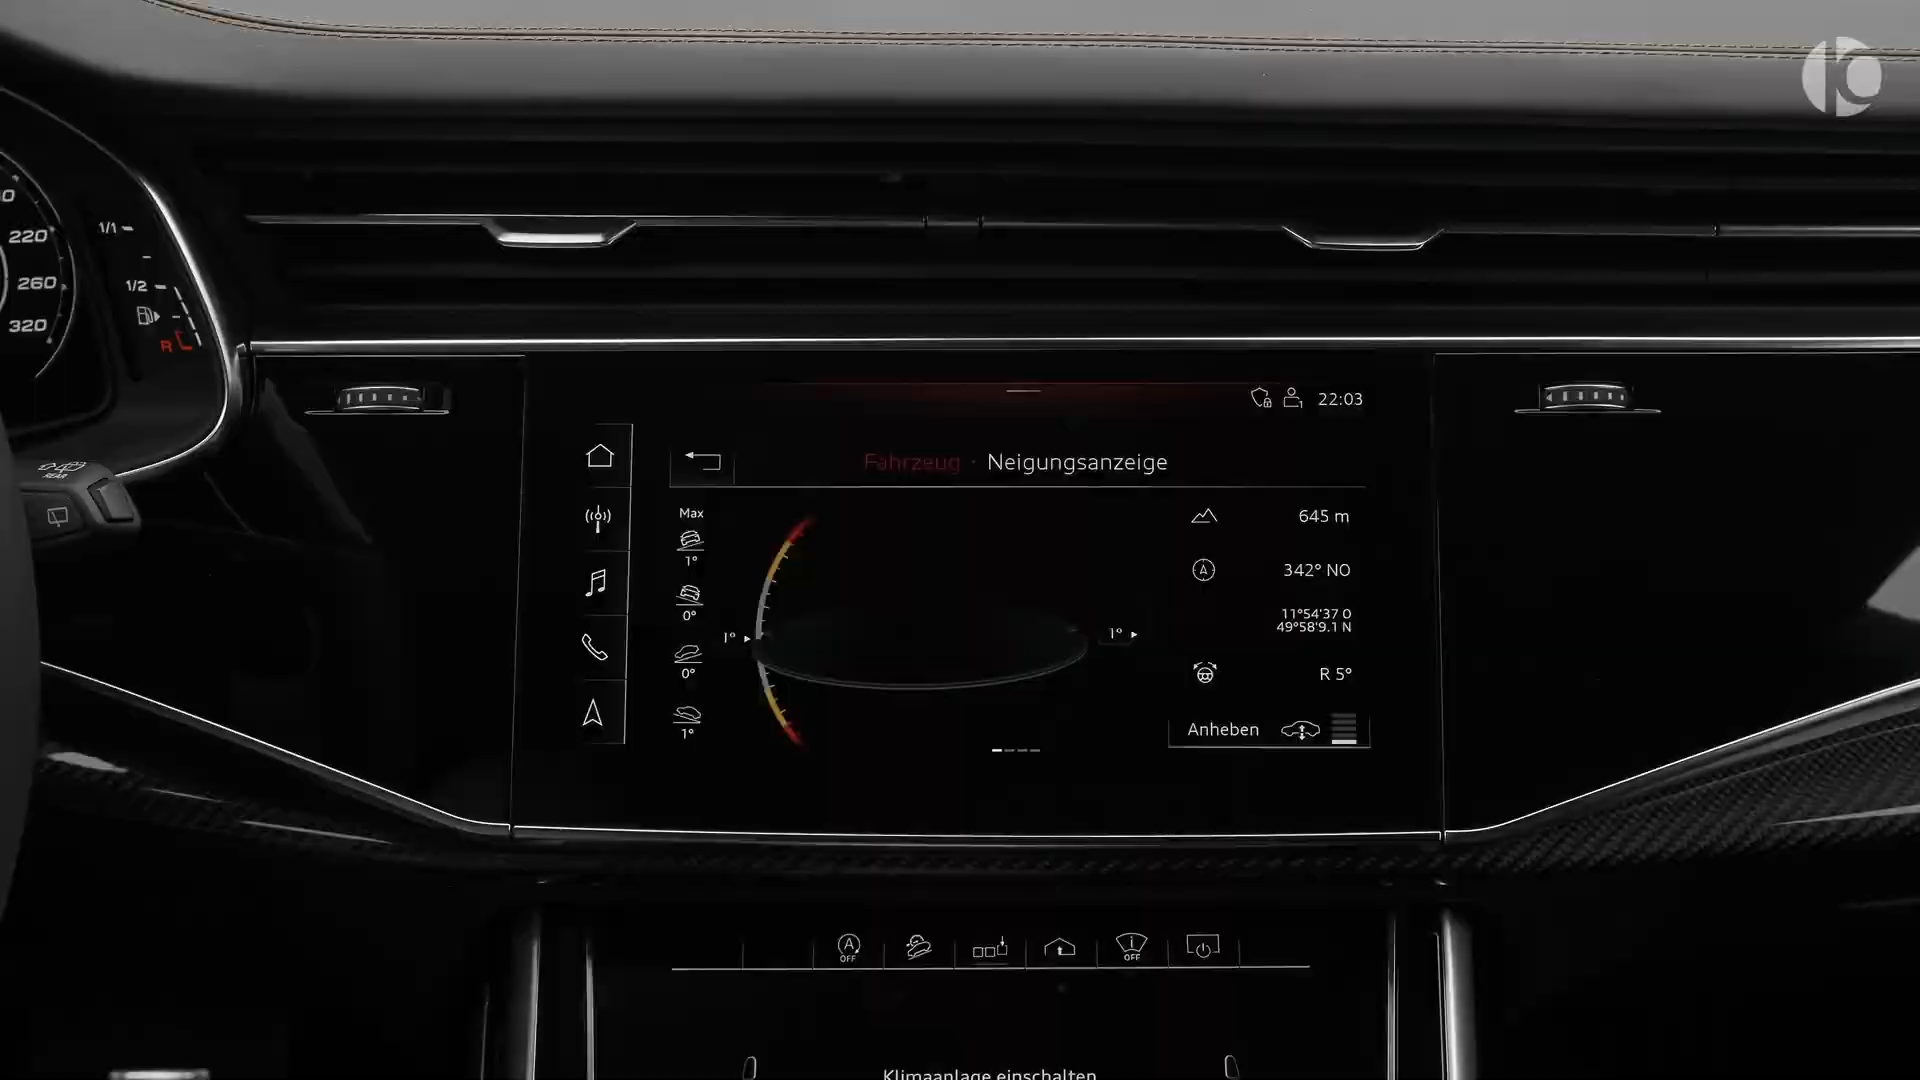 220
260
320
1/1
1/2
R
REAR
22:03
Fahrzeug · Neigungsanzeige
Max
1°
0°
0°
1°
1°
1°
645 m
342° NO
11°54'37 O
49°58'9.1 N
R 5°
Anheben
A
OFF
OFF
Klimaanlage einschalten